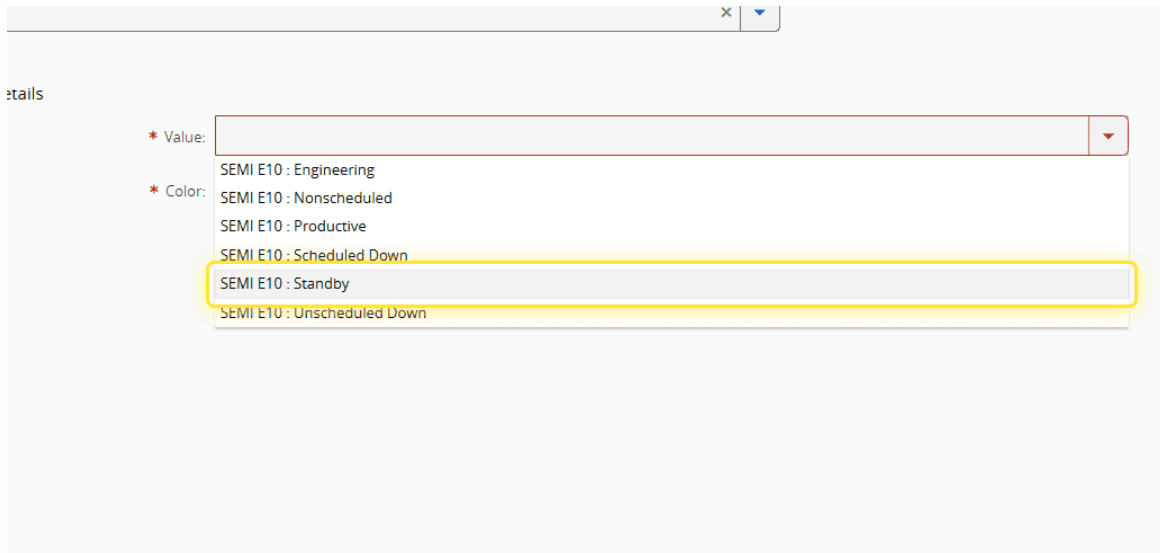 etails
* Value:
SEMI E10 : Engineering
* Color:
SEMI E10 : Nonscheduled
SEMI E10 : Productive
SEMI E10 : Scheduled Down
SEMI E10 : Standby
SEMI E10 : Unscheduled Down